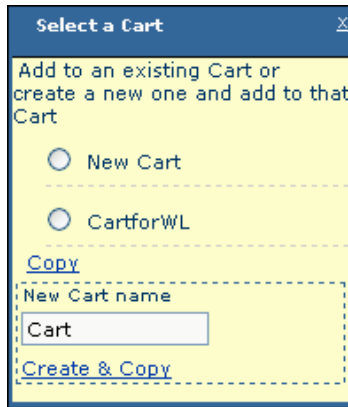 Select a Cart X
Add to an existing Cart or
create a new one and add to that
Cart
New Cart
CartforWL
Copy
New Cart name
Cart
Create & Copy